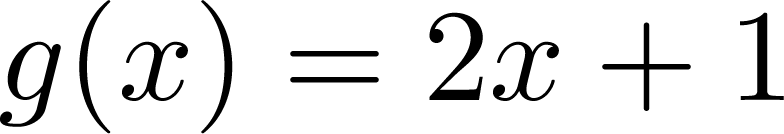 g(x) = 2x + 1